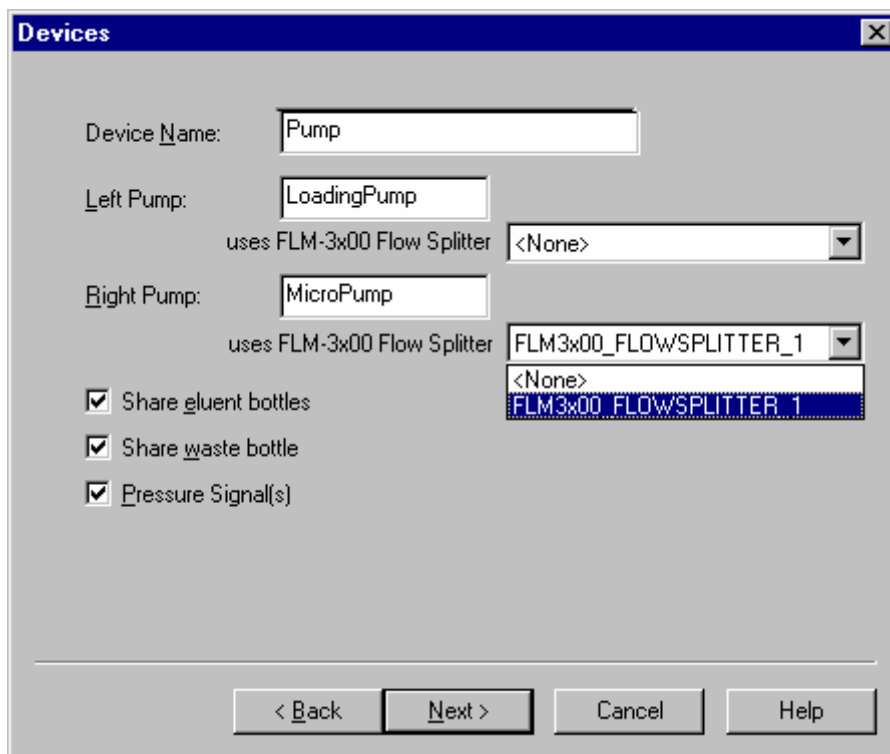 Devices
Device Name: Pump
Left Pump: LoadingPump
uses FLM-3x00 Flow Splitter <None>
Right Pump: MicroPump
uses FLM-3x00 Flow Splitter FLM3x00_FLOWSPLITTER_1
<None>
FLM3x00_FLOWSPLITTER_1
Share eluent bottles
Share waste bottle
Pressure Signal(s)
< Back Next > Cancel Help